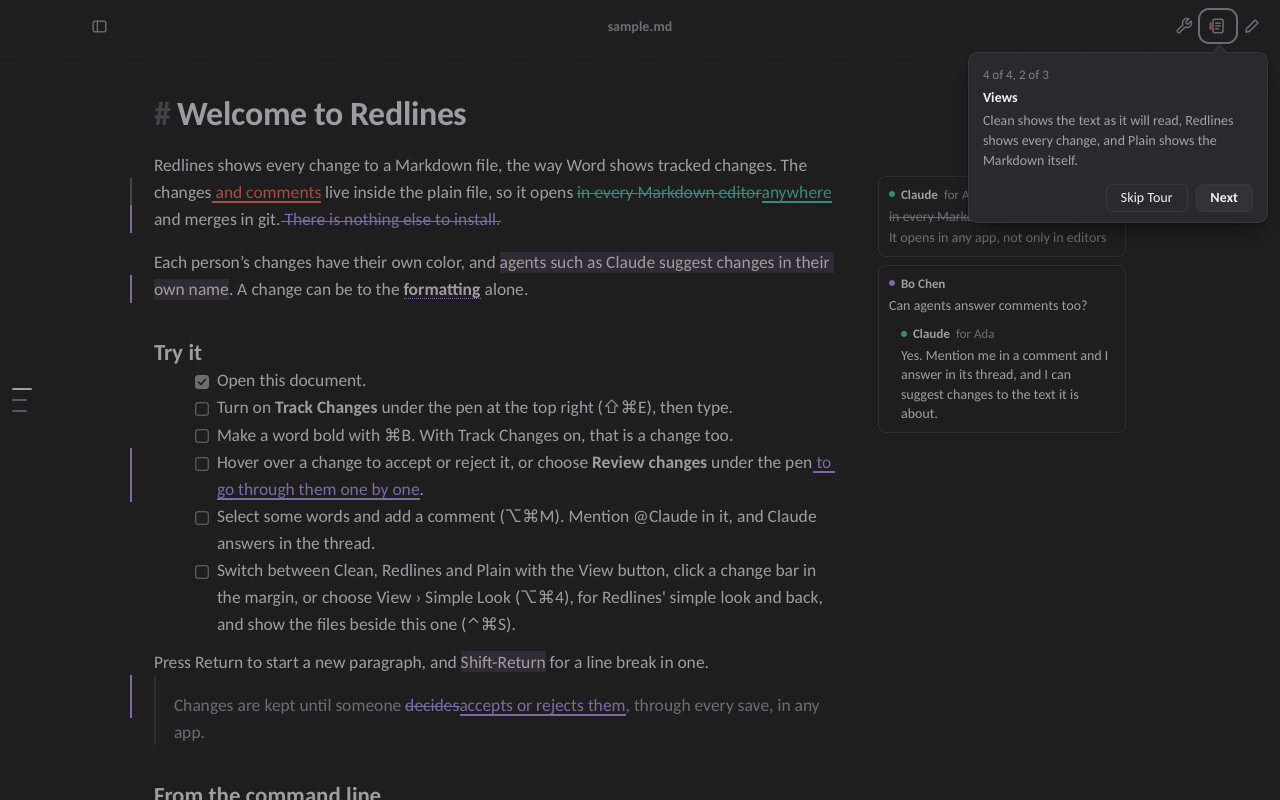 sample.md
4 of 4, 2 of 3
Views
Clean shows the text as it will read, Redlines
shows every change, and Plain shows the
Markdown itself.
Skip Tour
Next
# Welcome to Redlines
Redlines shows every change to a Markdown file, the way Word shows tracked changes. The
changes and comments live inside the plain file, so it opens in every Markdown editoranywhere
and merges in git. There is nothing else to install.
Each person’s changes have their own color, and agents such as Claude suggest changes in their
own name. A change can be to the formatting alone.
Try it
Open this document.
Turn on Track Changes under the pen at the top right (⇧⌘E), then type.
Make a word bold with ⌘B. With Track Changes on, that is a change too.
Hover over a change to accept or reject it, or choose Review changes under the pen to
go through them one by one.
Select some words and add a comment (⌥⌘M). Mention @Claude in it, and Claude
answers in the thread.
Switch between Clean, Redlines and Plain with the View button, click a change bar in
the margin, or choose View › Simple Look (⌥⌘4), for Redlines' simple look and back,
and show the files beside this one (⌃⌘S).
Press Return to start a new paragraph, and Shift-Return for a line break in one.
Changes are kept until someone decidesaccepts or rejects them, through every save, in any
app.
From the command line
Claude for
in every
It opens in any app, not only in editors
Bo Chen
Can agents answer comments too?
Claude for Ada
Yes. Mention me in a comment and I
answer in its thread, and I can
suggest changes to the text it is
about.